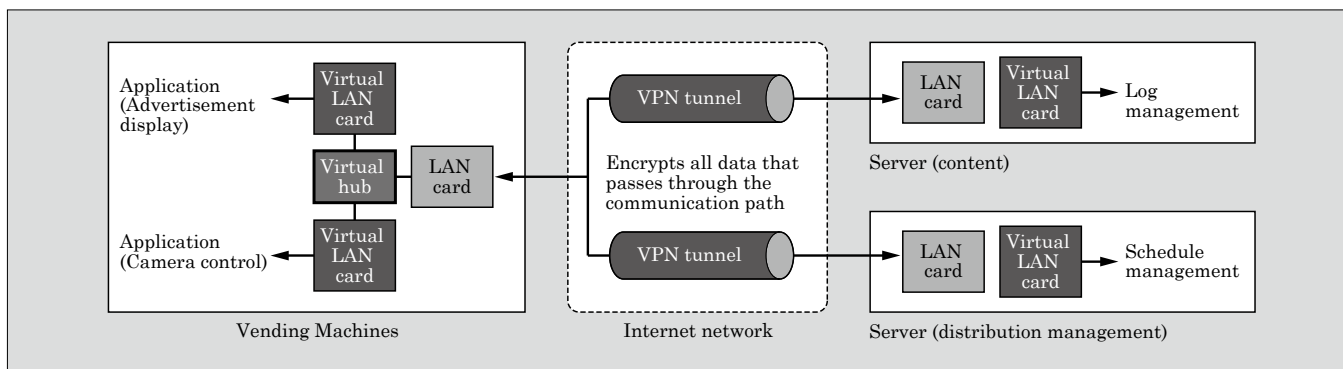 Application
(Advertisement
display)
Virtual
LAN
card
Virtual
hub
LAN
card
Application
(Camera control)
Virtual
LAN
card
Vending Machines
VPN tunnel
Encrypts all data that
passes through the
communication path
VPN tunnel
Internet network
LAN
card
Virtual
LAN
card
Log
management
Server (content)
LAN
card
Virtual
LAN
card
Schedule
management
Server (distribution management)